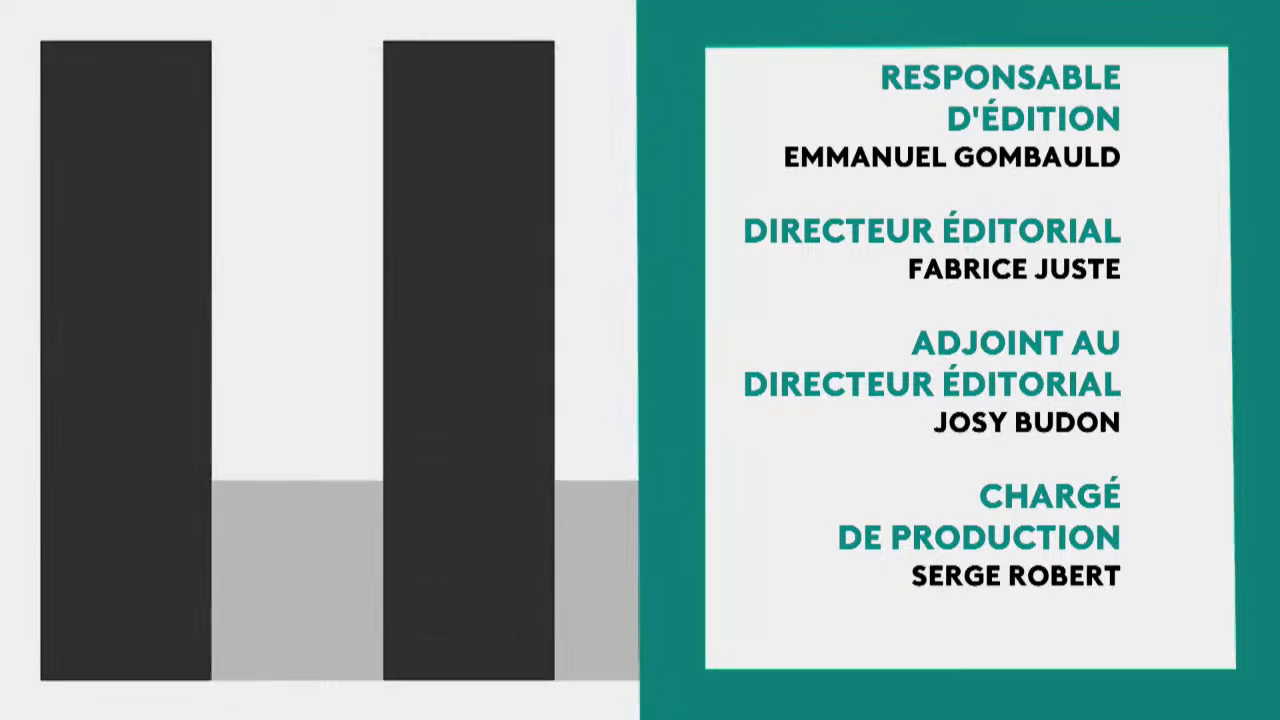 RESPONSABLE
D'ÉDITION
EMMANUEL GOMBAULD
DIRECTEUR ÉDITORIAL
FABRICE JUSTE
ADJOINT AU
DIRECTEUR ÉDITORIAL
JOSY BUDON
CHARGÉ
DE PRODUCTION
SERGE ROBERT